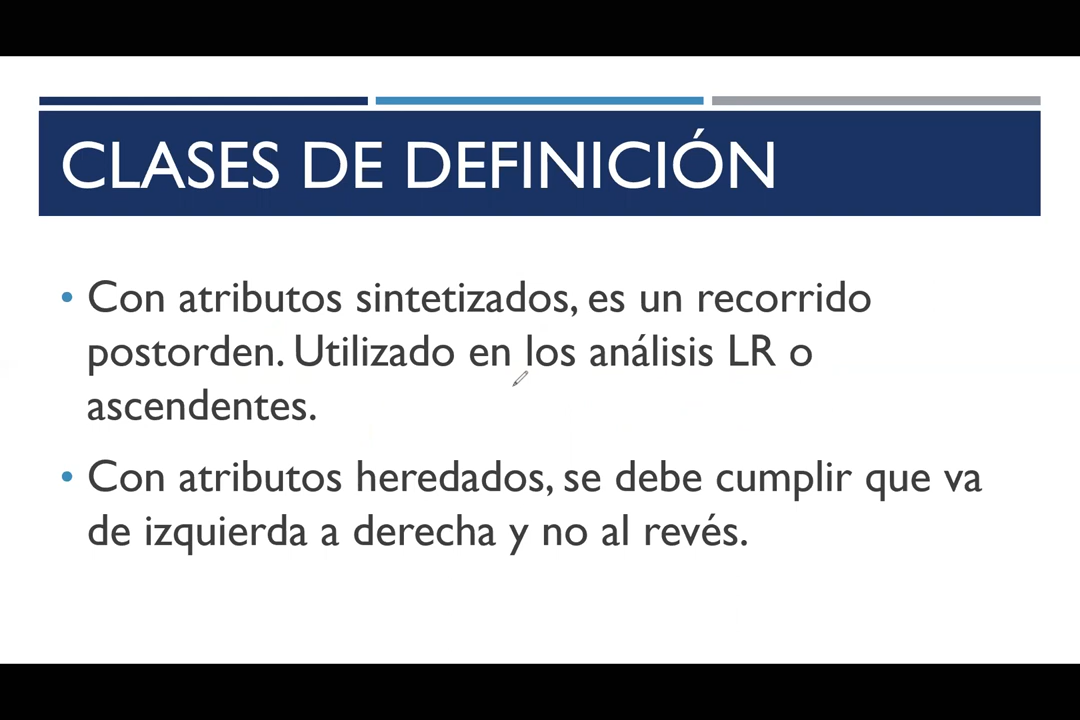 CLASES DE DEFINICIÓN
• Con atributos sintetizados, es un recorrido
postorden. Utilizado en los análisis LR o
ascendentes.
• Con atributos heredados, se debe cumplir que va
de izquierda a derecha y no al revés.